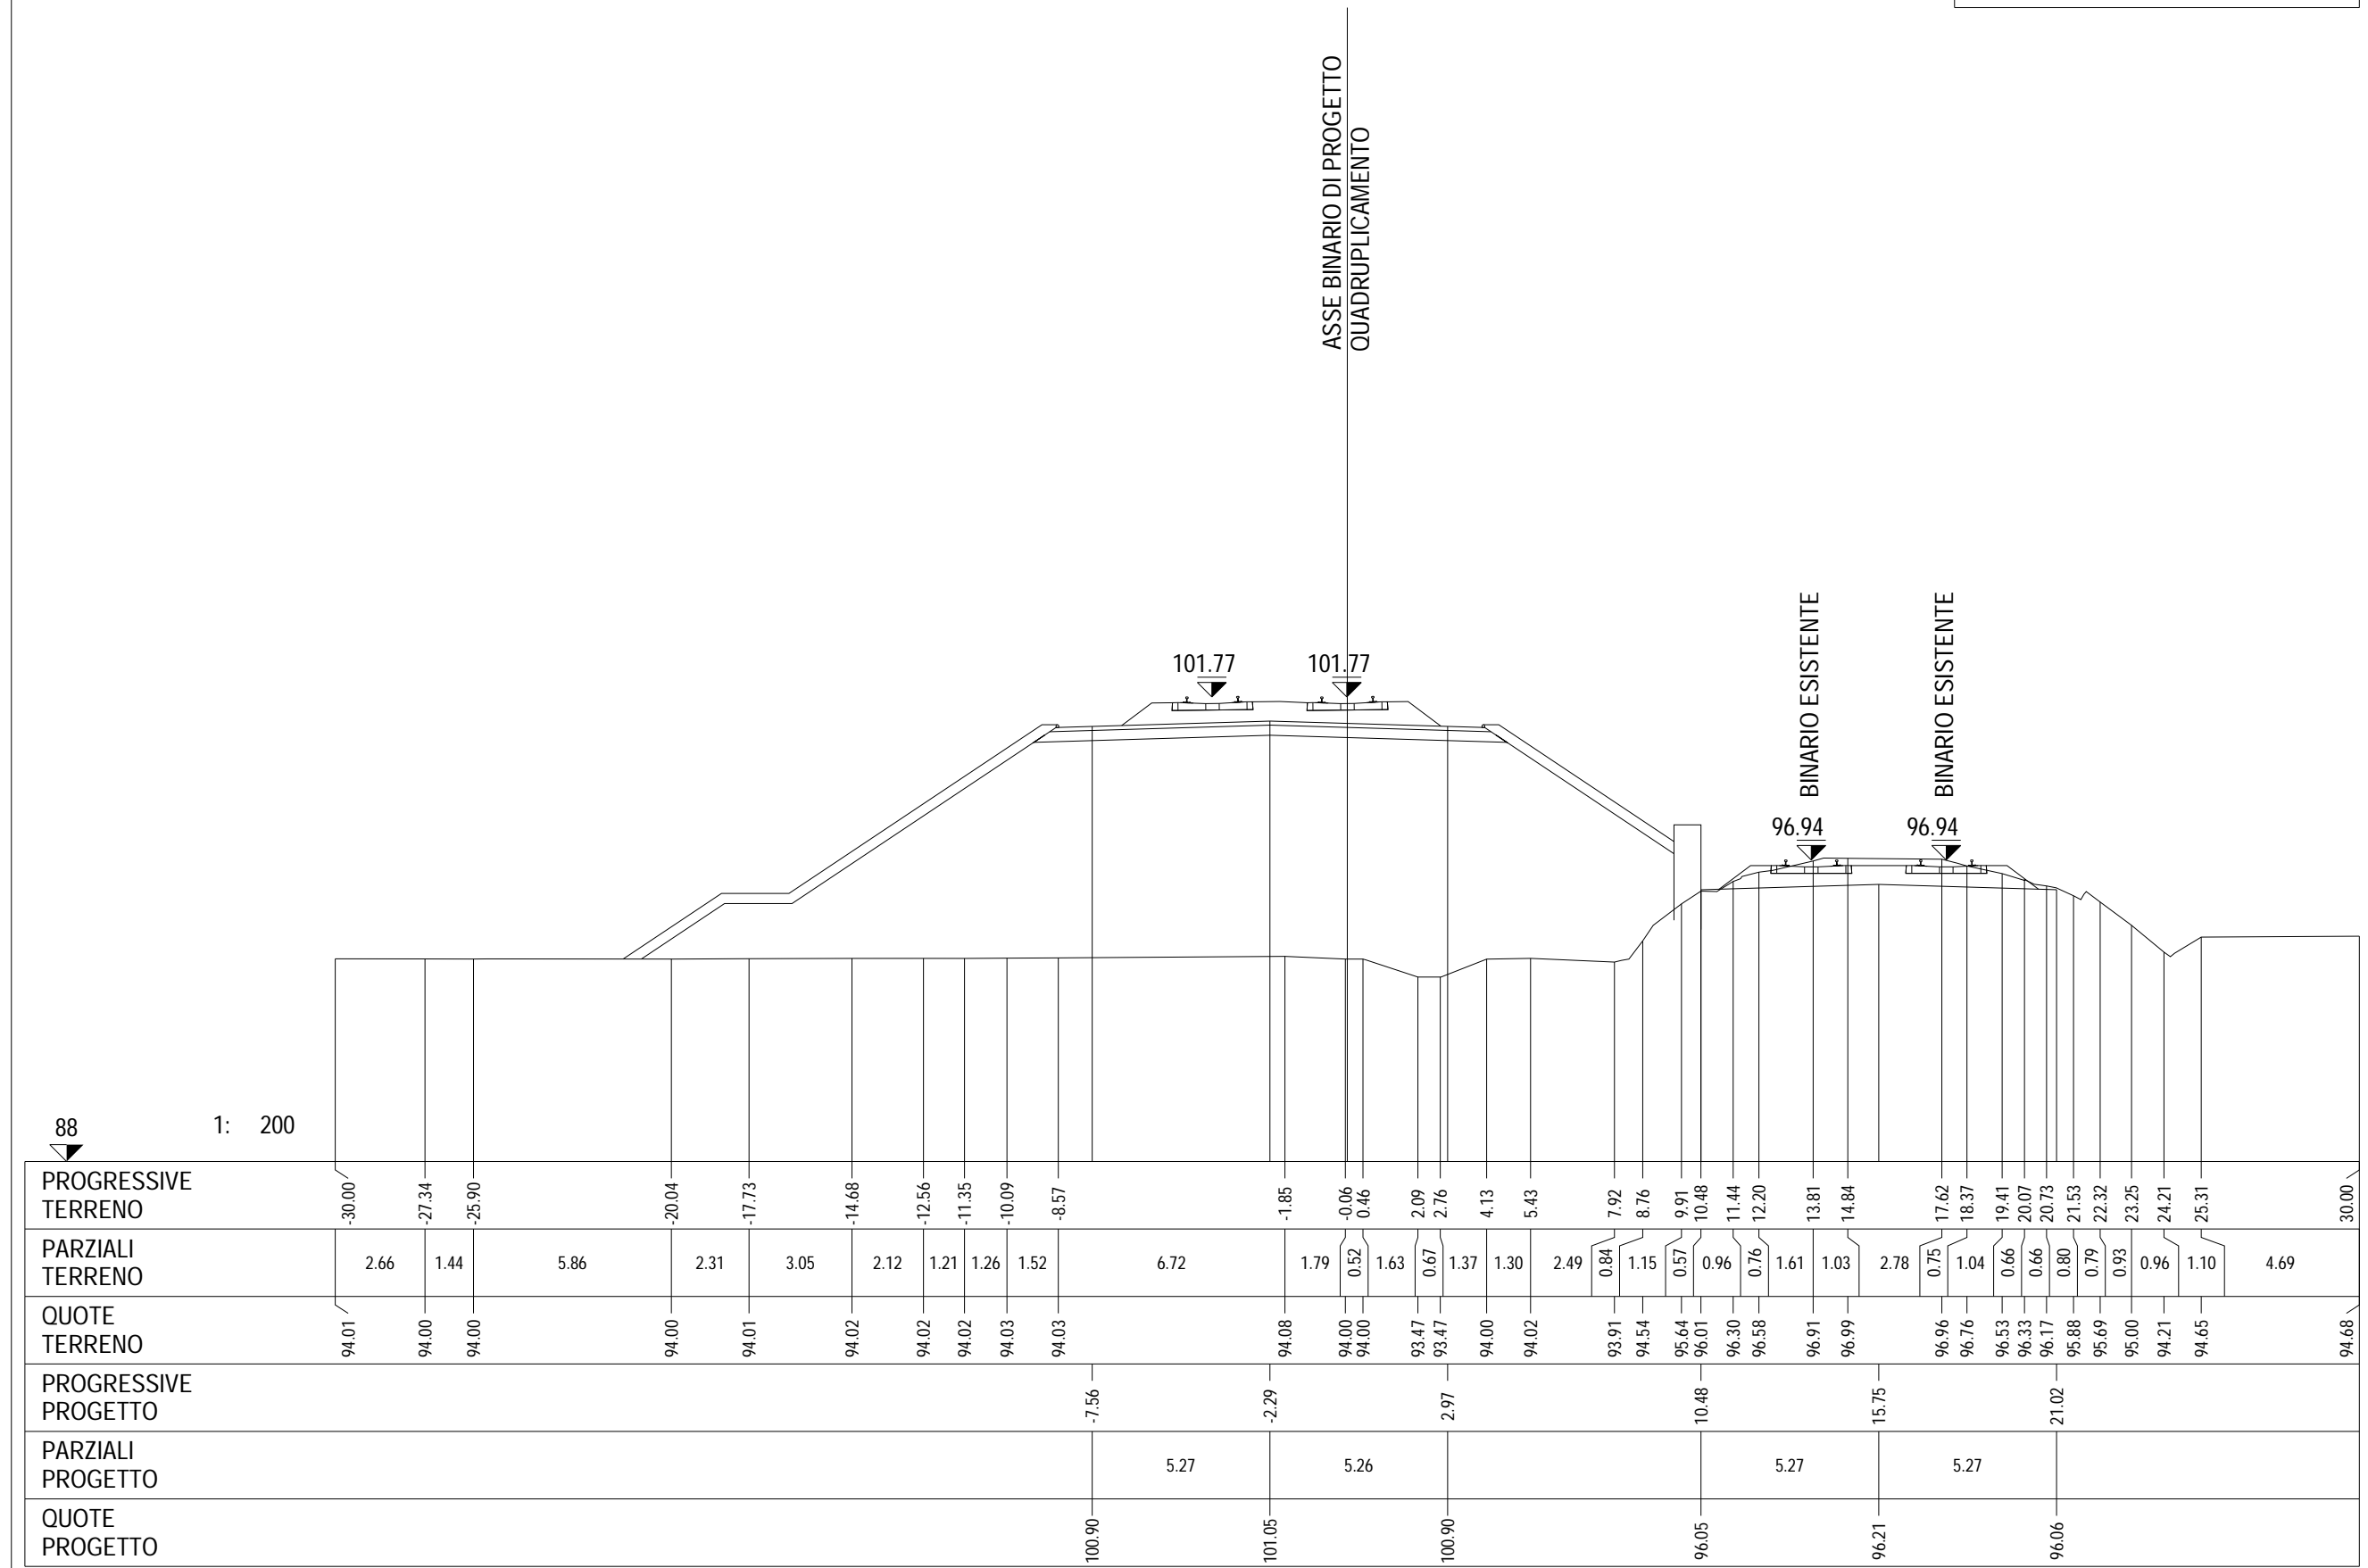 ASSE BINARIO DI PROGETTO
QUADRUPLICAMENTO
101.77
101.77
BINARIO ESISTENTE
BINARIO ESISTENTE
96.94
96.94
88
1: 200
PROGRESSIVE
TERRENO
-30.00 -27.34 -25.90 -20.04 -17.73 -14.68 -12.56 -11.35 -10.09 -8.57 -1.85 -0.06 0.46 2.09 2.76 4.13 5.43 7.92 8.76 9.91 10.48 11.44 12.20 13.81 14.84 17.62 18.37 19.41 20.07 20.73 21.53 22.32 23.25 24.21 25.31 30.00
PARZIALI
TERRENO
2.66 1.44 5.86 2.31 3.05 2.12 1.21 1.26 1.52 6.72 1.79 0.52 1.63 0.67 1.37 1.30 2.49 0.84 1.15 0.57 0.96 0.76 1.61 1.03 2.78 0.75 1.04 0.66 0.66 0.80 0.79 0.93 0.96 1.10 4.69
QUOTE
TERRENO
94.01 94.00 94.00 94.00 94.01 94.02 94.02 94.02 94.03 94.03 94.08 94.00 94.00 93.47 93.47 94.00 94.02 93.91 94.54 95.64 96.01 96.30 96.58 96.91 96.99 96.96 96.76 96.53 96.33 96.17 95.88 95.69 95.00 94.21 94.65 94.68
PROGRESSIVE
PROGETTO
-7.56 -2.29 2.97 10.48 15.75 21.02
PARZIALI
PROGETTO
5.27 5.26 5.27 5.27
QUOTE
PROGETTO
100.90 101.05 100.90 96.05 96.21 96.06